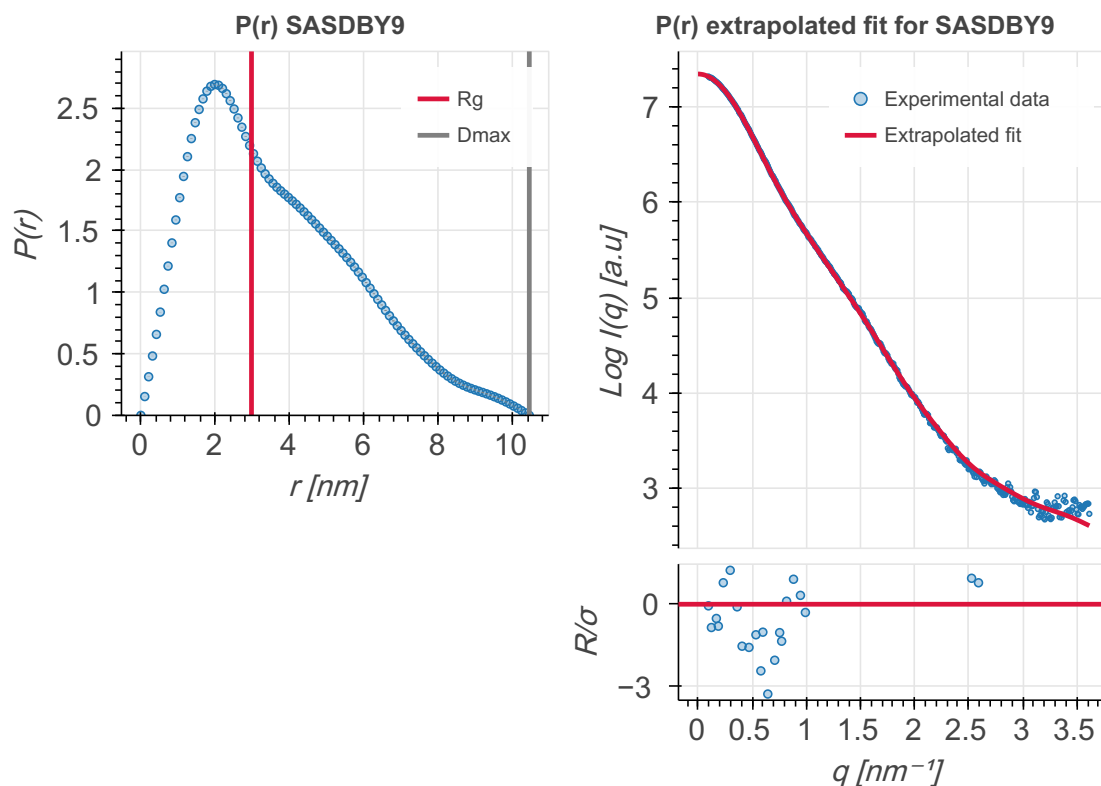 P(r) SASDBY9
P(r)
2.5
2
1.5
1
0.5
0
Rg
Dmax
0
2
4
6
8
10
r [nm]
P(r) extrapolated fit for SASDBY9
Log I(q) [a.u]
7
6
5
4
3
Experimental data
Extrapolated fit
R/σ
0
−3
0
0.5
1
1.5
2
2.5
3
3.5
q [nm⁻¹]